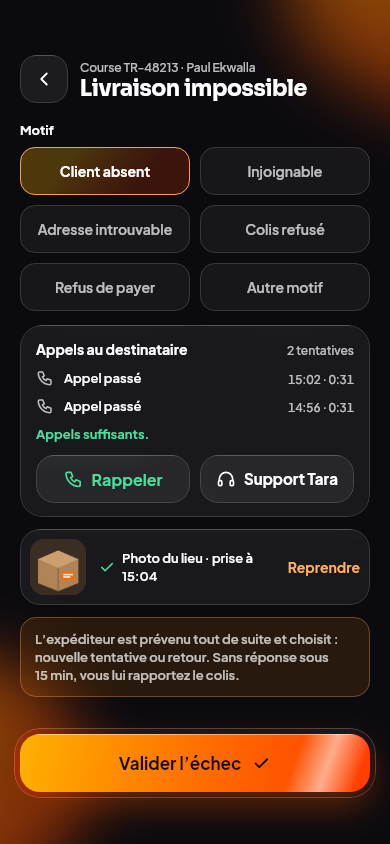 Course TR-48213 · Paul Ekwalla
Livraison impossible
Motif
Client absent
Injoignable
Adresse introuvable
Colis refusé
Refus de payer
Autre motif
Appels au destinataire
2 tentatives
Appel passé
15:02 · 0:31
Appel passé
14:56 · 0:31
Appels suffisants.
Rappeler
Support Tara
Photo du lieu · prise à
15:04
Reprendre
L’expéditeur est prévenu tout de suite et choisit :
nouvelle tentative ou retour. Sans réponse sous
15 min, vous lui rapportez le colis.
Valider l’échec